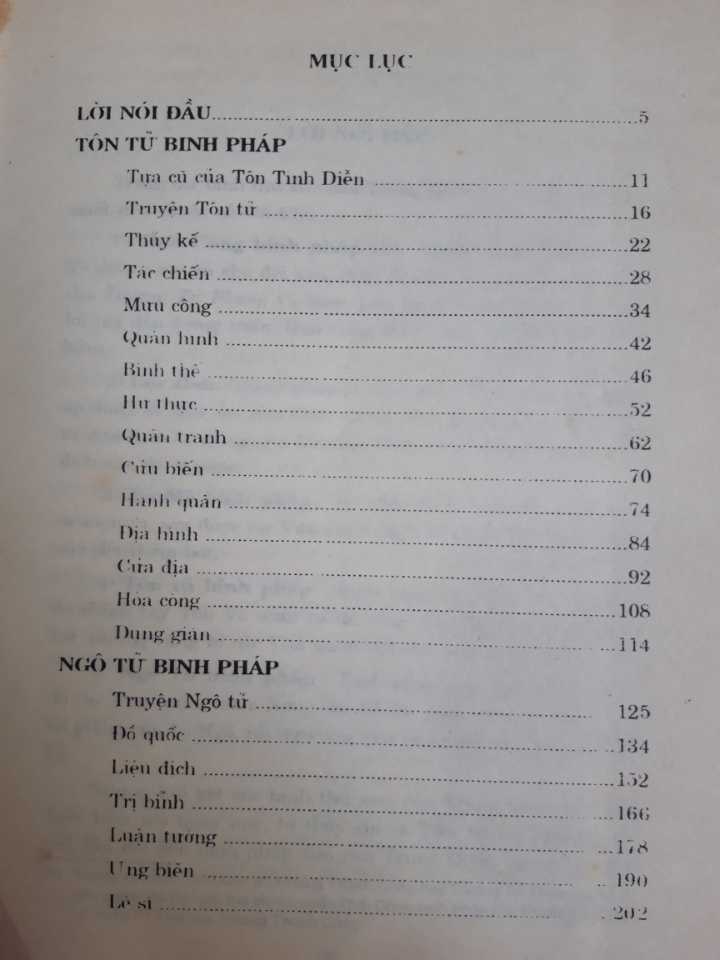 MỤC LỤC
LỜI NÓI ĐẦU.....5
TÔN TỬ BINH PHÁP
Tựa cũ của Tôn Tinh Diễn.....11
Truyện Tôn tử.....16
Thủy kế.....22
Tác chiến.....28
Mưu công.....34
Quân hình.....42
Binh thế.....46
Hư thực.....52
Quân tranh.....62
Cửu biến.....70
Hành quân.....74
Địa hình.....84
Cửa địa.....92
Hỏa công.....108
Dụng gián.....114
NGÔ TỬ BINH PHÁP
Truyện Ngô tử.....125
Đồ quốc.....134
Liệu địch.....152
Trị binh.....166
Luận tướng.....178
Ứng biến.....190
Lệ sĩ.....202